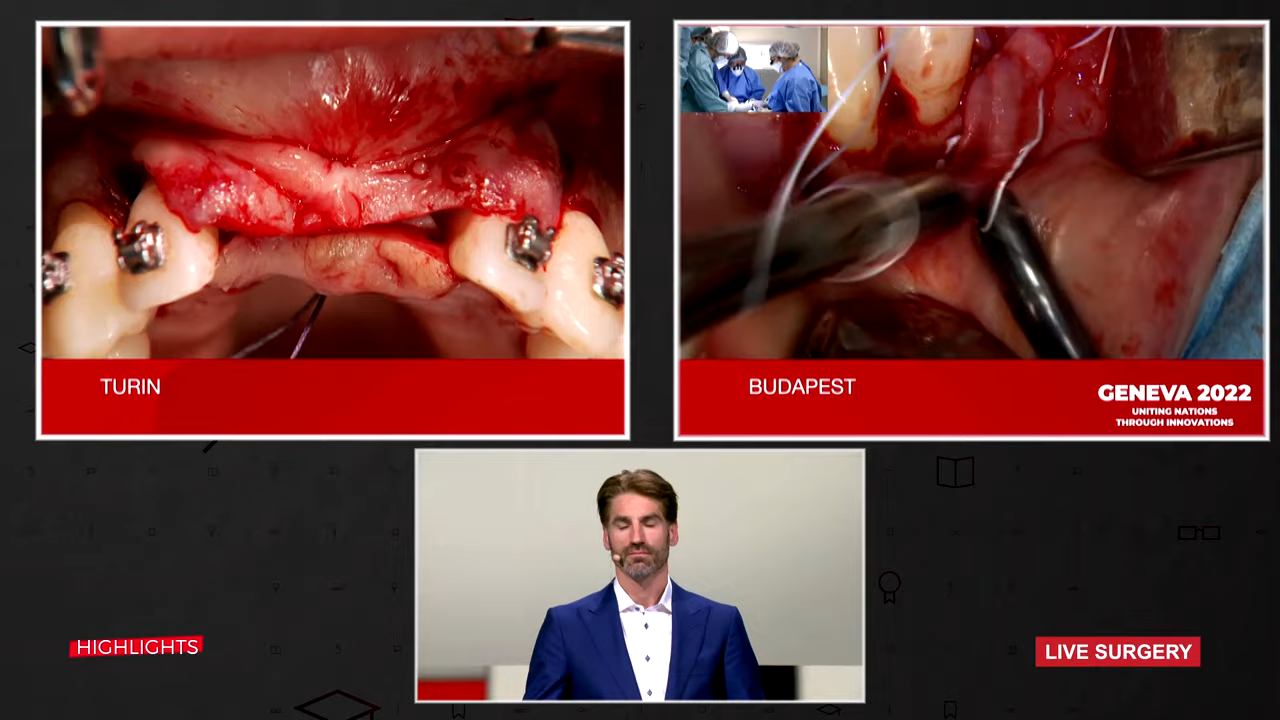 TURIN
BUDAPEST
GENEVA 2022
UNITING NATIONS
THROUGH INNOVATIONS
HIGHLIGHTS
LIVE SURGERY